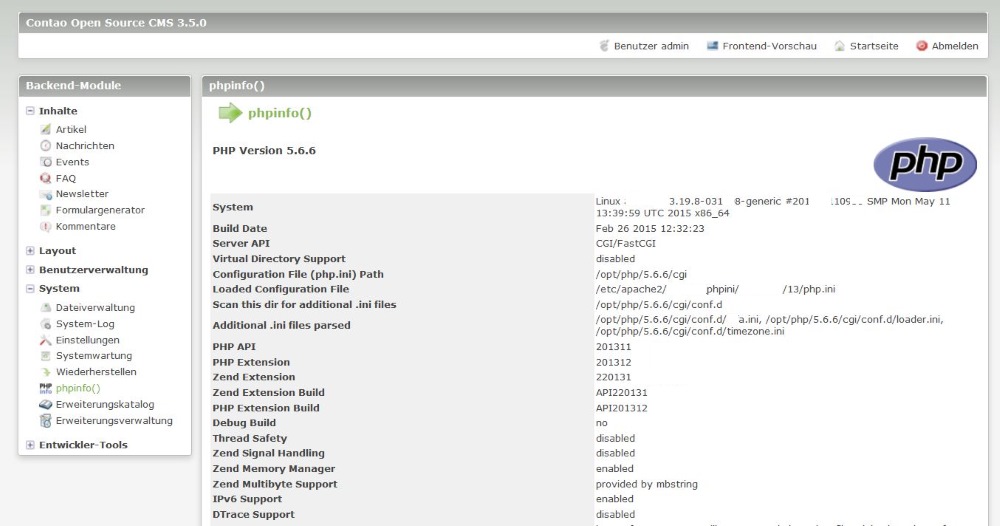 Contao Open Source CMS 3.5.0
Benutzer admin Frontend-Vorschau Startseite Abmelden
Backend-Module
Inhalte
Artikel
Nachrichten
Events
FAQ
Newsletter
Formulargenerator
Kommentare
Layout
Benutzerverwaltung
System
Dateiverwaltung
System-Log
Einstellungen
Systemwartung
Wiederherstellen
PHP info phpinfo()
Erweiterungskatalog
Erweiterungsverwaltung
Entwickler-Tools
phpinfo()
phpinfo()
PHP Version 5.6.6
php
System Linux 3.19.8-031 8-generic #201 SMP Mon May 11
13:39:59 UTC 2015 x86_64
Build Date Feb 26 2015 12:32:23
Server API CGI/FastCGI
Virtual Directory Support disabled
Configuration File (php.ini) Path /opt/php/5.6.6/cgi
Loaded Configuration File /etc/apache2/ phpini/ /13/php.ini
Scan this dir for additional .ini files /opt/php/5.6.6/cgi/conf.d
Additional .ini files parsed /opt/php/5.6.6/cgi/conf.d/ a.ini, /opt/php/5.6.6/cgi/conf.d/loader.ini,
/opt/php/5.6.6/cgi/conf.d/timezone.ini
PHP API 201311
PHP Extension 201312
Zend Extension 220131
Zend Extension Build API220131
PHP Extension Build API201312
Debug Build no
Thread Safety disabled
Zend Signal Handling disabled
Zend Memory Manager enabled
Zend Multibyte Support provided by mbstring
IPv6 Support enabled
DTrace Support disabled